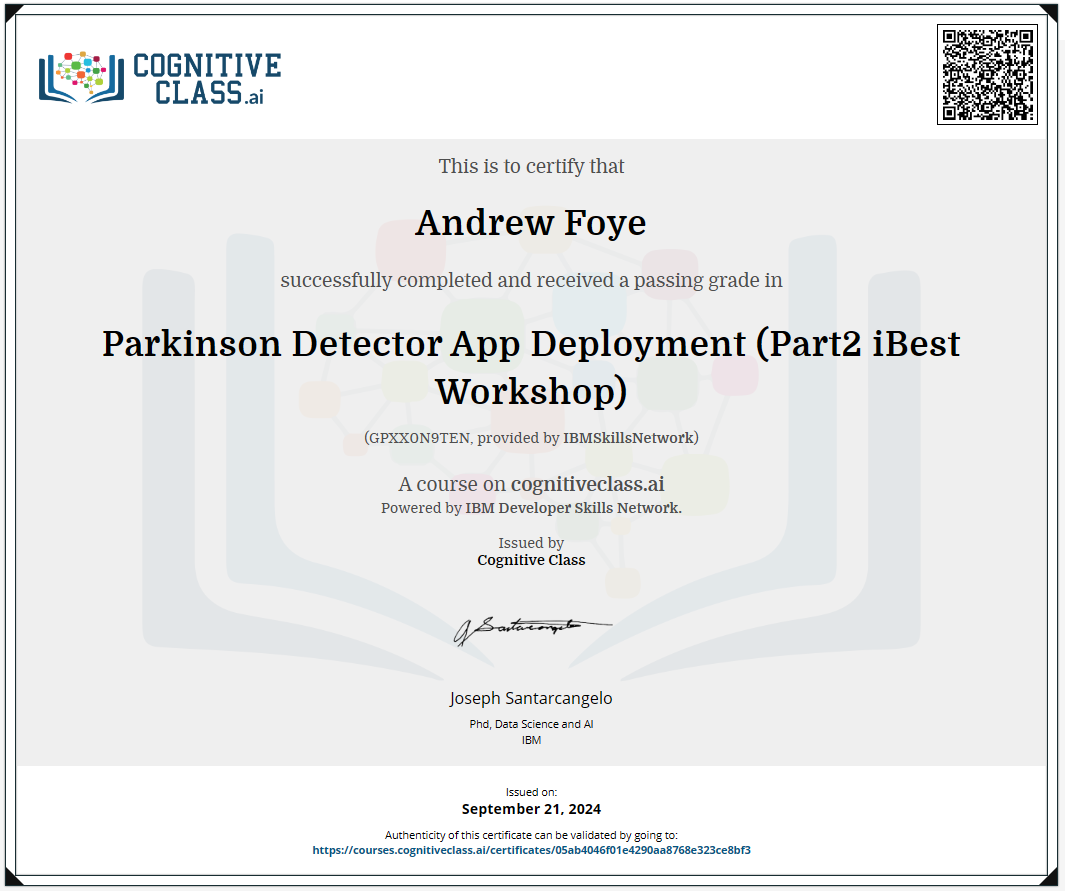 COGNITIVE
CLASS.ai
This is to certify that
Andrew Foye
successfully completed and received a passing grade in
Parkinson Detector App Deployment (Part2 iBest
Workshop)
(GPXX0N9TEN, provided by IBMSkillsNetwork)
A course on cognitiveclass.ai
Powered by IBM Developer Skills Network.
Issued by
Cognitive Class
J Santarcangelo
Joseph Santarcangelo
Phd, Data Science and AI
IBM
Issued on:
September 21, 2024
Authenticity of this certificate can be validated by going to:
https://courses.cognitiveclass.ai/certificates/05ab4046f01e4290aa8768e323ce8bf3